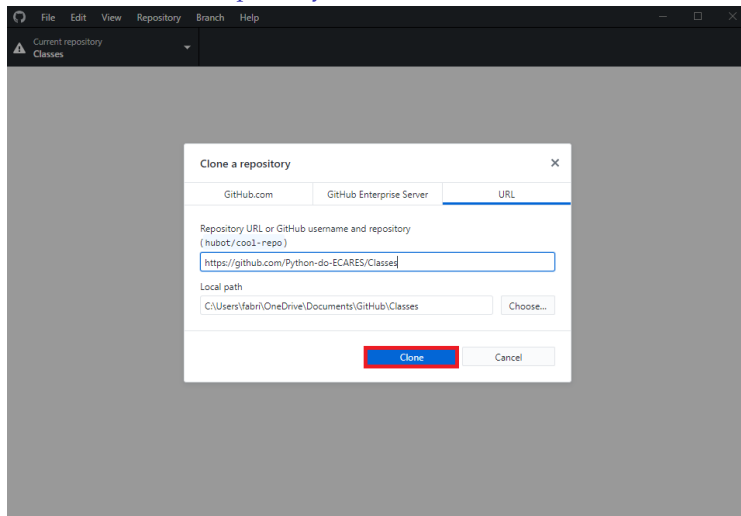 File Edit View Repository Branch Help
Current repository
Classes
Clone a repository
GitHub.com GitHub Enterprise Server URL
Repository URL or GitHub username and repository
(hubot/cool-repo)
https://github.com/Python-do-ECARES/Classes
Local path
C:\Users\fabri\OneDrive\Documents\GitHub\Classes Choose...
Clone Cancel